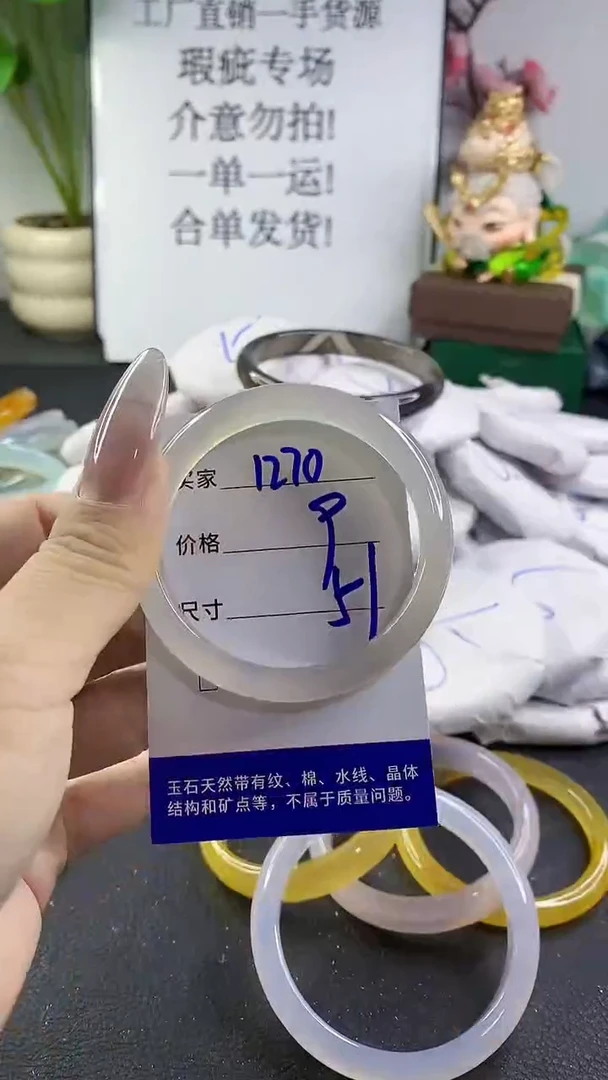 工厂直销一手货源
瑕疵专场
介意勿拍!
一单一运!
合单发货!
买家 1270
价格
尺寸 51
玉石天然带有纹、棉、水线、晶体
结构和矿点等，不属于质量问题。